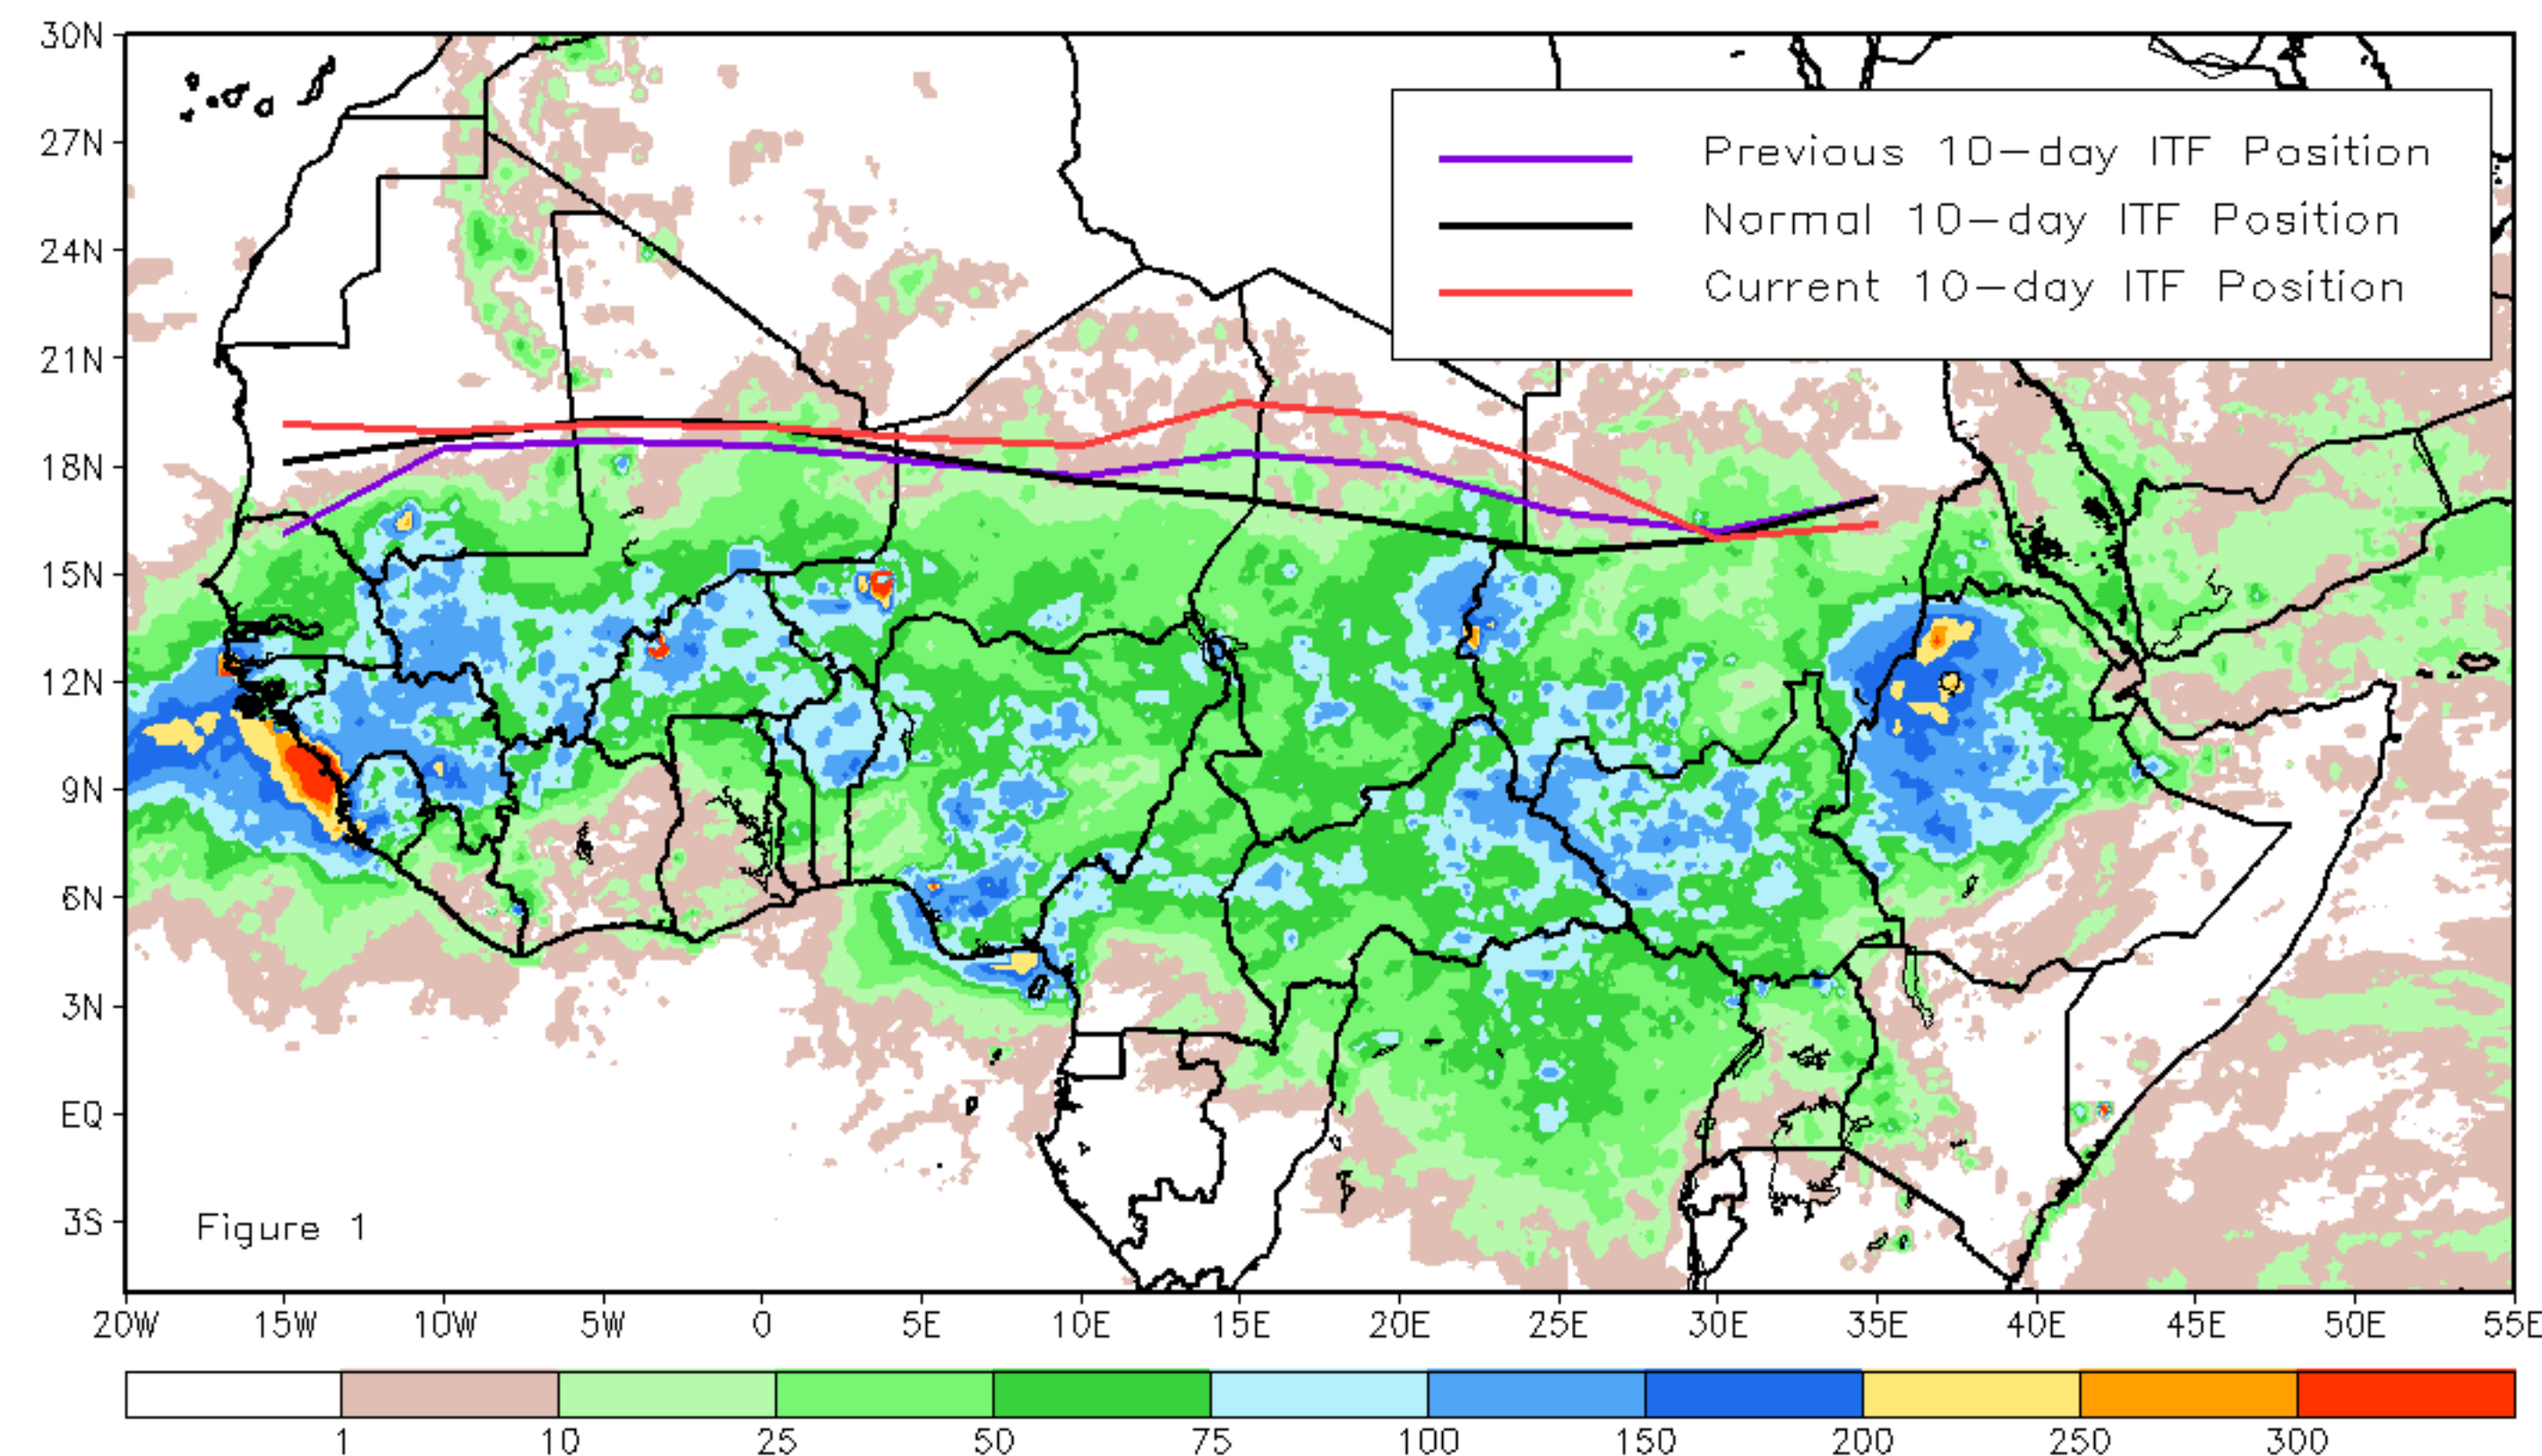 30N
27N
24N
21N
18N
15N
12N
9N
6N
3N
EQ
3S
Previous 10-day ITF Position
Normal 10-day ITF Position
Current 10-day ITF Position
Figure 1
20W 15W 10W 5W 0 5E 10E 15E 20E 25E 30E 35E 40E 45E 50E 55E
1 10 25 50 75 100 150 200 250 300